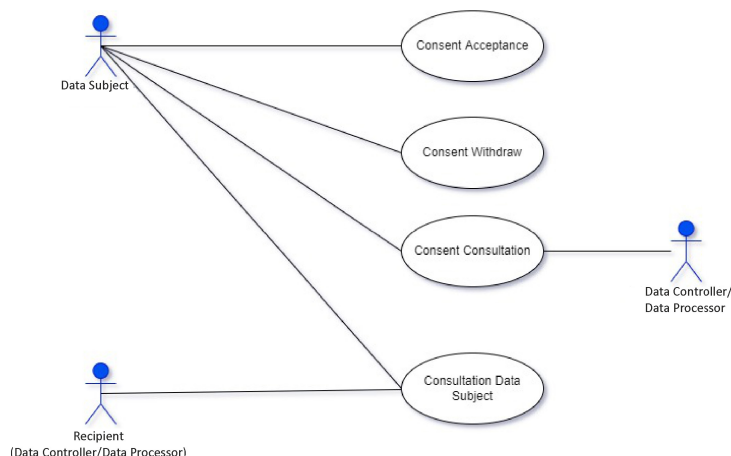 Consent Acceptance
Data Subject
Consent Withdraw
Consent Consultation
Data Controller/
Data Processor
Consultation Data
Subject
Recipient
(Data Controller/Data Processor)